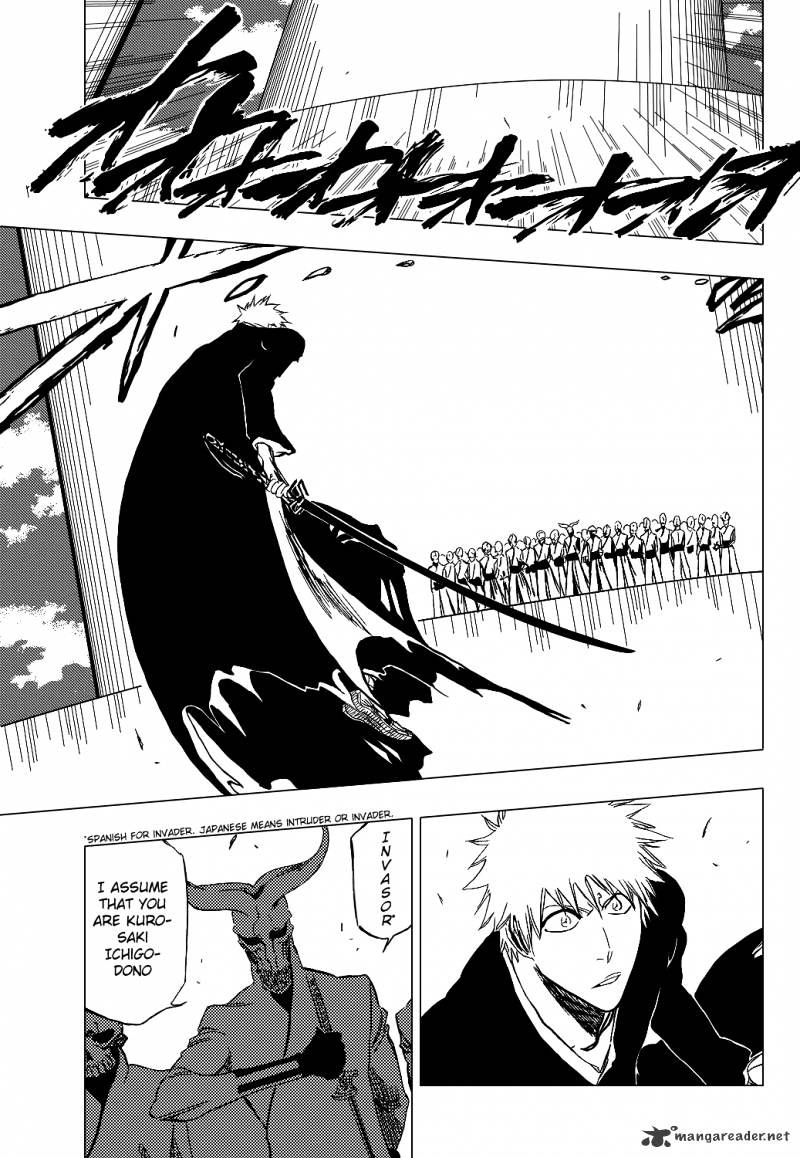 *SPANISH FOR INVADER. JAPANESE MEANS INTRUDER OR INVADER.
INVASOR*
I ASSUME
THAT YOU
ARE KURO-
SAKI
ICHIGO-
DONO
mangareader.net